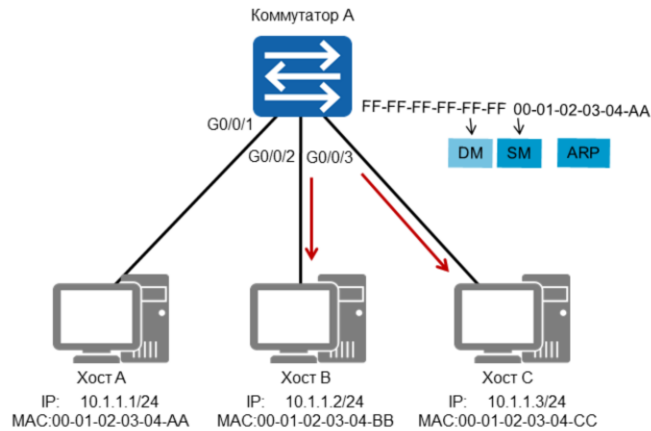 Коммутатор A
FF-FF-FF-FF-FF-FF 00-01-02-03-04-AA
G0/0/1
G0/0/2 G0/0/3
DM SM ARP
Хост A Хост B Хост C
IP: 10.1.1.1/24 IP: 10.1.1.2/24 IP: 10.1.1.3/24
MAC:00-01-02-03-04-AA MAC:00-01-02-03-04-BB MAC:00-01-02-03-04-CC